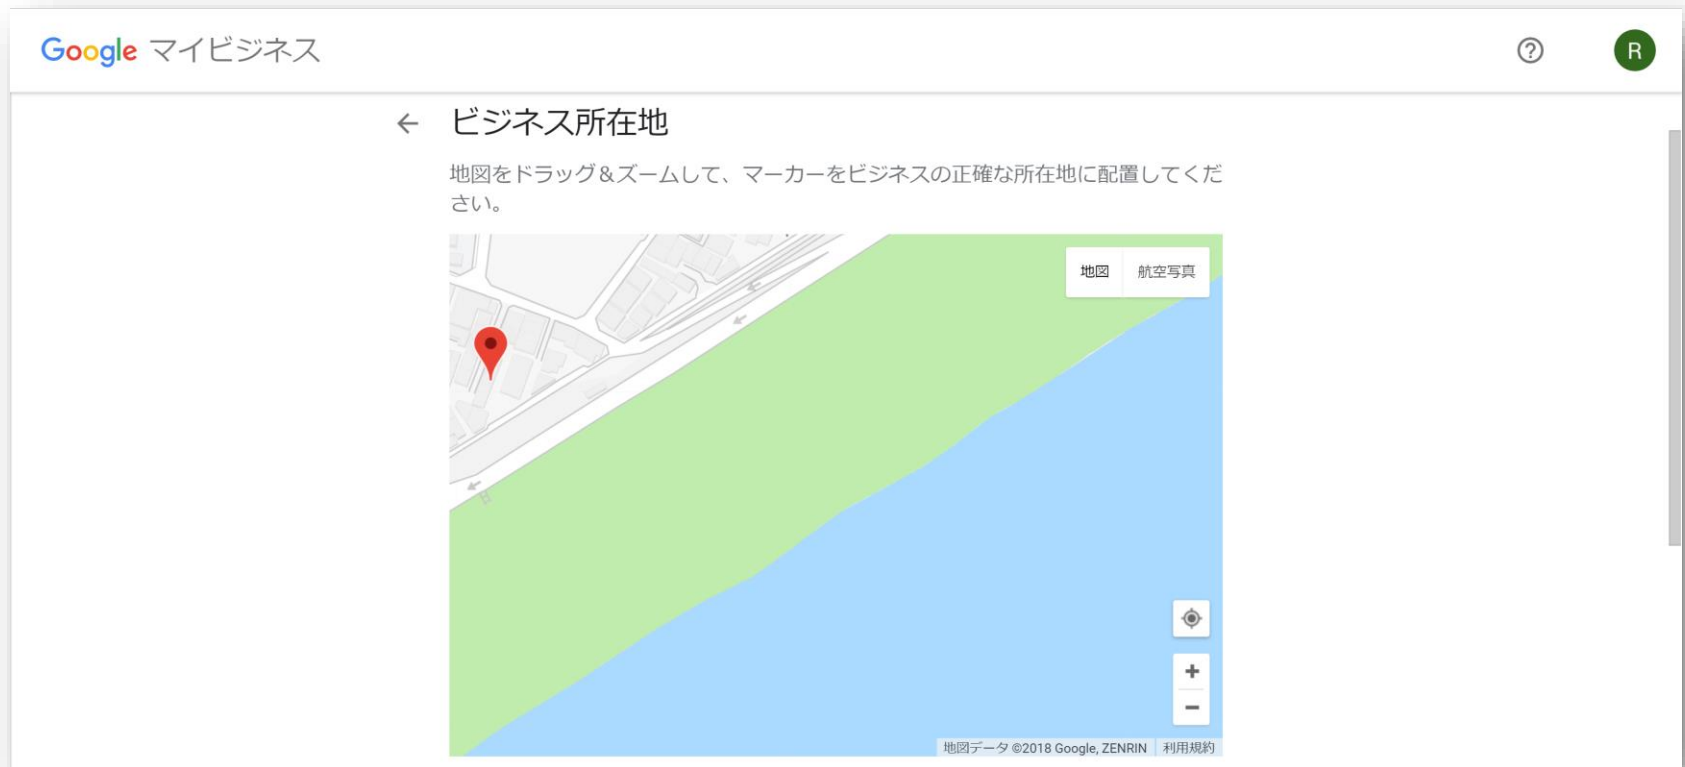 Google マイビジネス
R
ビジネス所在地
地図をドラッグ＆ズームして、マーカーをビジネスの正確な所在地に配置してくだ
さい。
地図 航空写真
地図データ ©2018 Google, ZENRIN 利用規約